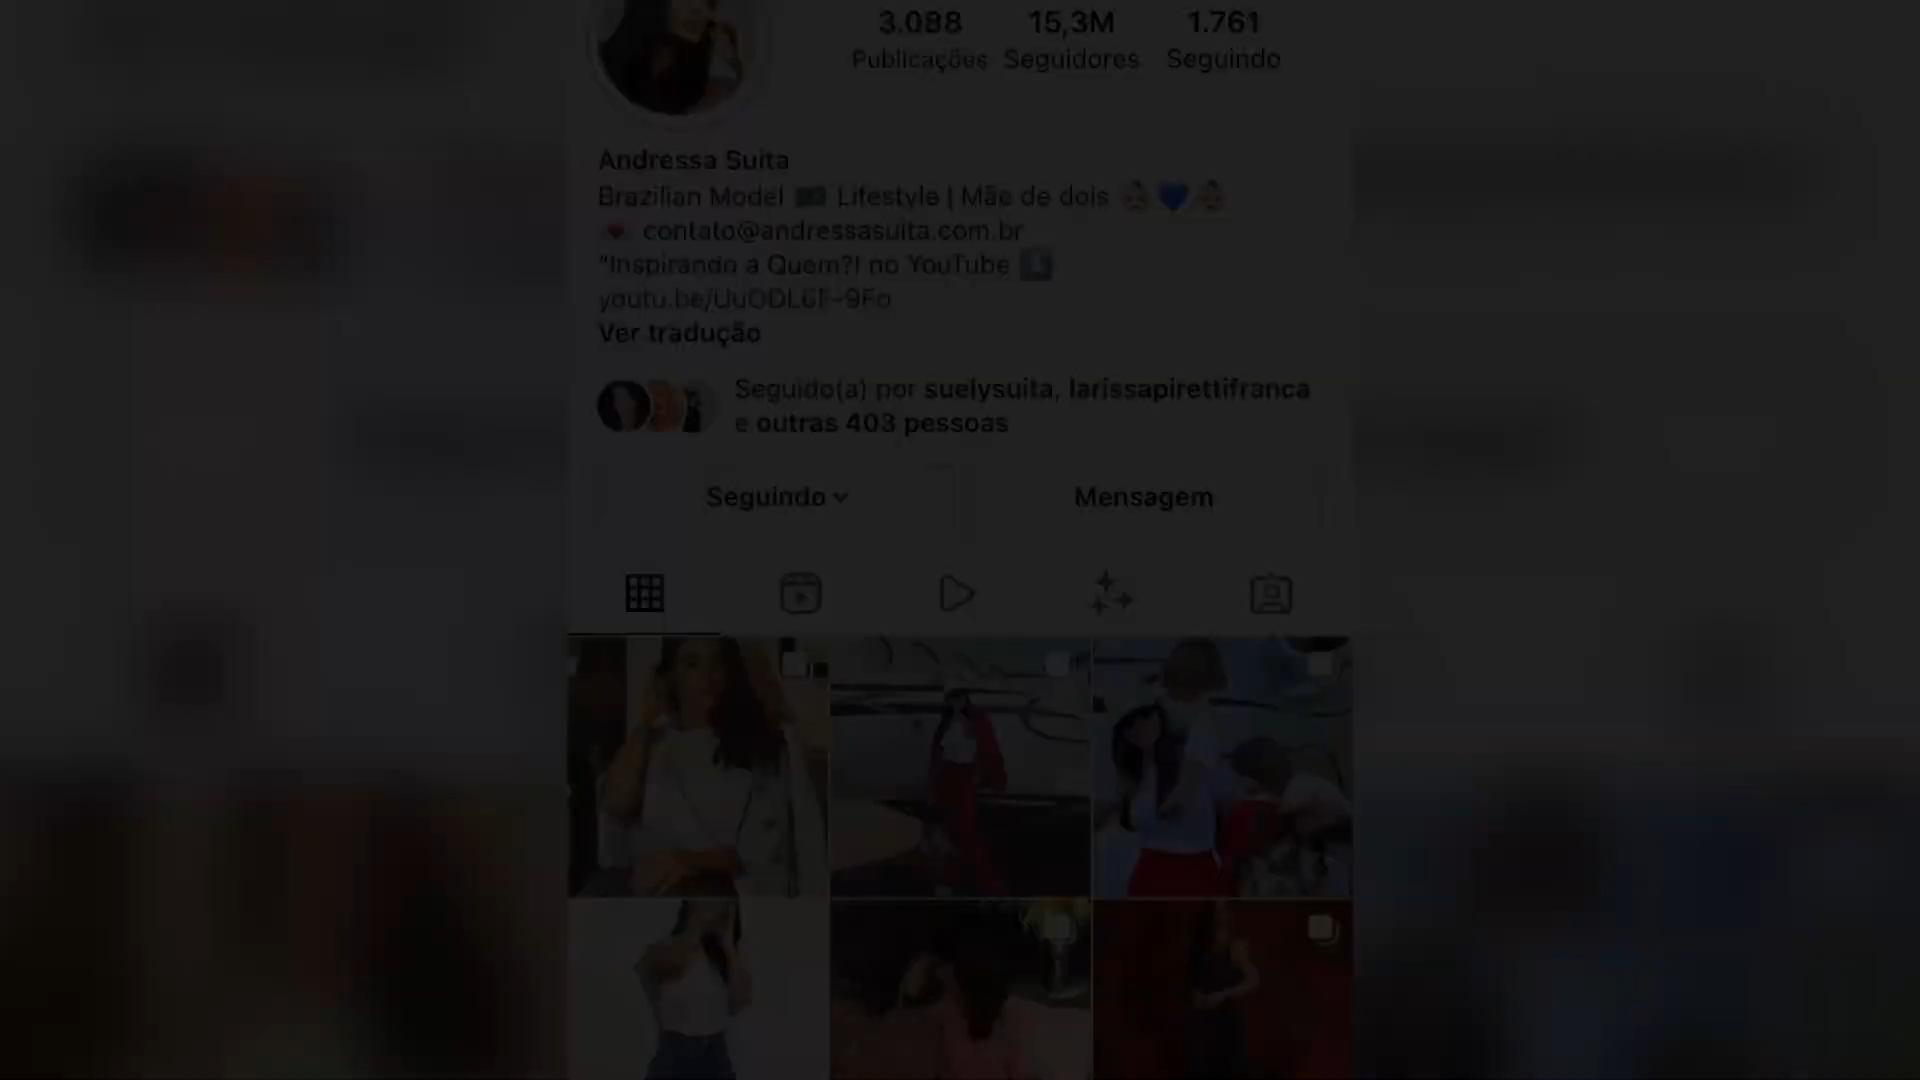 3.088 15,3M 1.761
Publicações Seguidores Seguindo
Andressa Suita
Brazilian Model Lifestyle | Mãe de dois
contato@andressasuita.com.br
"Inspirando a Quem?! no YouTube
Ver tradução
Seguido(a) por suelysuita, larissapirettifranca
e outras 403 pessoas
Seguindo Mensagem